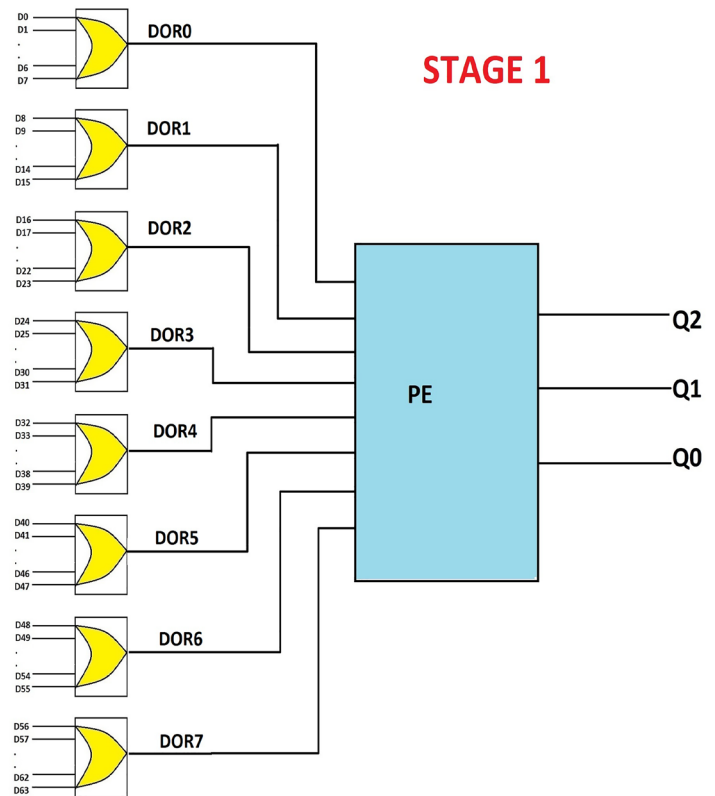 D0
D1
.
.
D6
D7
DOR0
STAGE 1
D8
D9
.
.
D14
D15
DOR1
D16
D17
.
.
D22
D23
DOR2
D24
D25
.
.
D30
D31
DOR3
D32
D33
.
.
D38
D39
DOR4
D40
D41
.
.
D46
D47
DOR5
D48
D49
.
.
D54
D55
DOR6
D56
D57
.
.
D62
D63
DOR7
PE
Q2
Q1
Q0